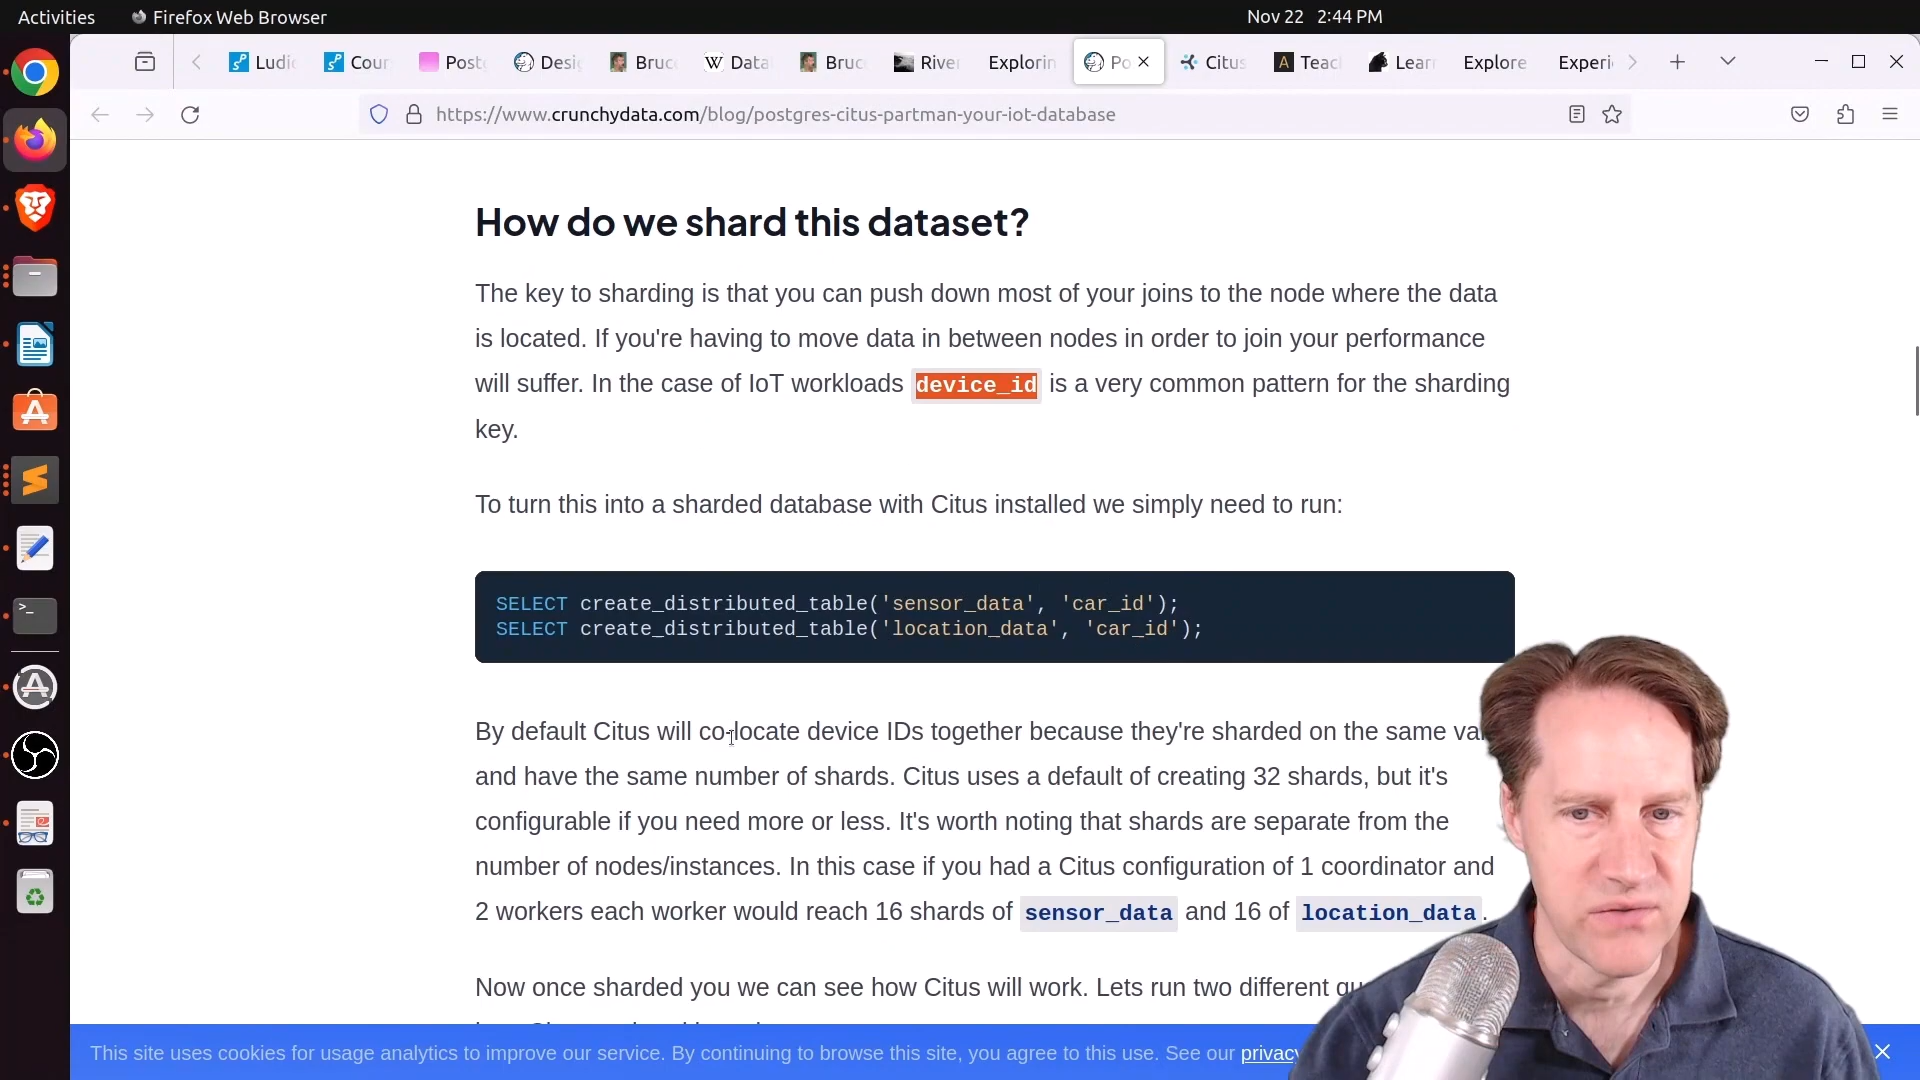 Activities Firefox Web Browser Nov 22 2:44 PM
Ludi Cour Post Desi Bruc Data Bruc River Explorin Po Citus Teac Lear Explore Experi
https://www.crunchydata.com/blog/postgres-citus-partman-your-iot-database
How do we shard this dataset?
The key to sharding is that you can push down most of your joins to the node where the data
is located. If you're having to move data in between nodes in order to join your performance
will suffer. In the case of IoT workloads device_id is a very common pattern for the sharding
key.
To turn this into a sharded database with Citus installed we simply need to run:
SELECT create_distributed_table('sensor_data', 'car_id');
SELECT create_distributed_table('location_data', 'car_id');
By default Citus will co-locate device IDs together because they're sharded on the same
and have the same number of shards. Citus uses a default of creating 32 shards, but it's
configurable if you need more or less. It's worth noting that shards are separate from the
number of nodes/instances. In this case if you had a Citus configuration of 1 coordinator and
2 workers each worker would reach 16 shards of sensor_data and 16 of location_data.
Now once sharded you we can see how Citus will work. Lets run two different
This site uses cookies for usage analytics to improve our service. By continuing to browse this site, you agree to this use. See our privacy